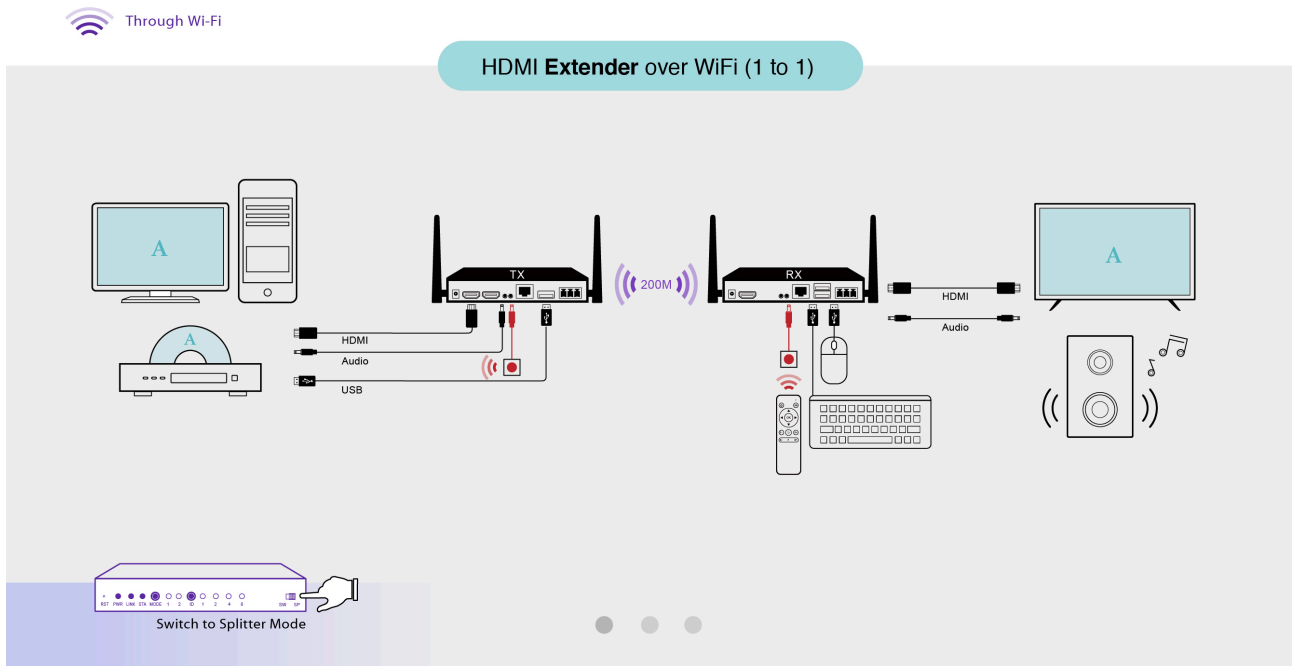 Through Wi-Fi
HDMI Extender over WiFi (1 to 1)
A
A
TX
RX
200M
A
HDMI
Audio
USB
HDMI
Audio
OK
RST PWR LINK STA MODE 1 2 ID 1 2 4 8 SW SP
Switch to Splitter Mode